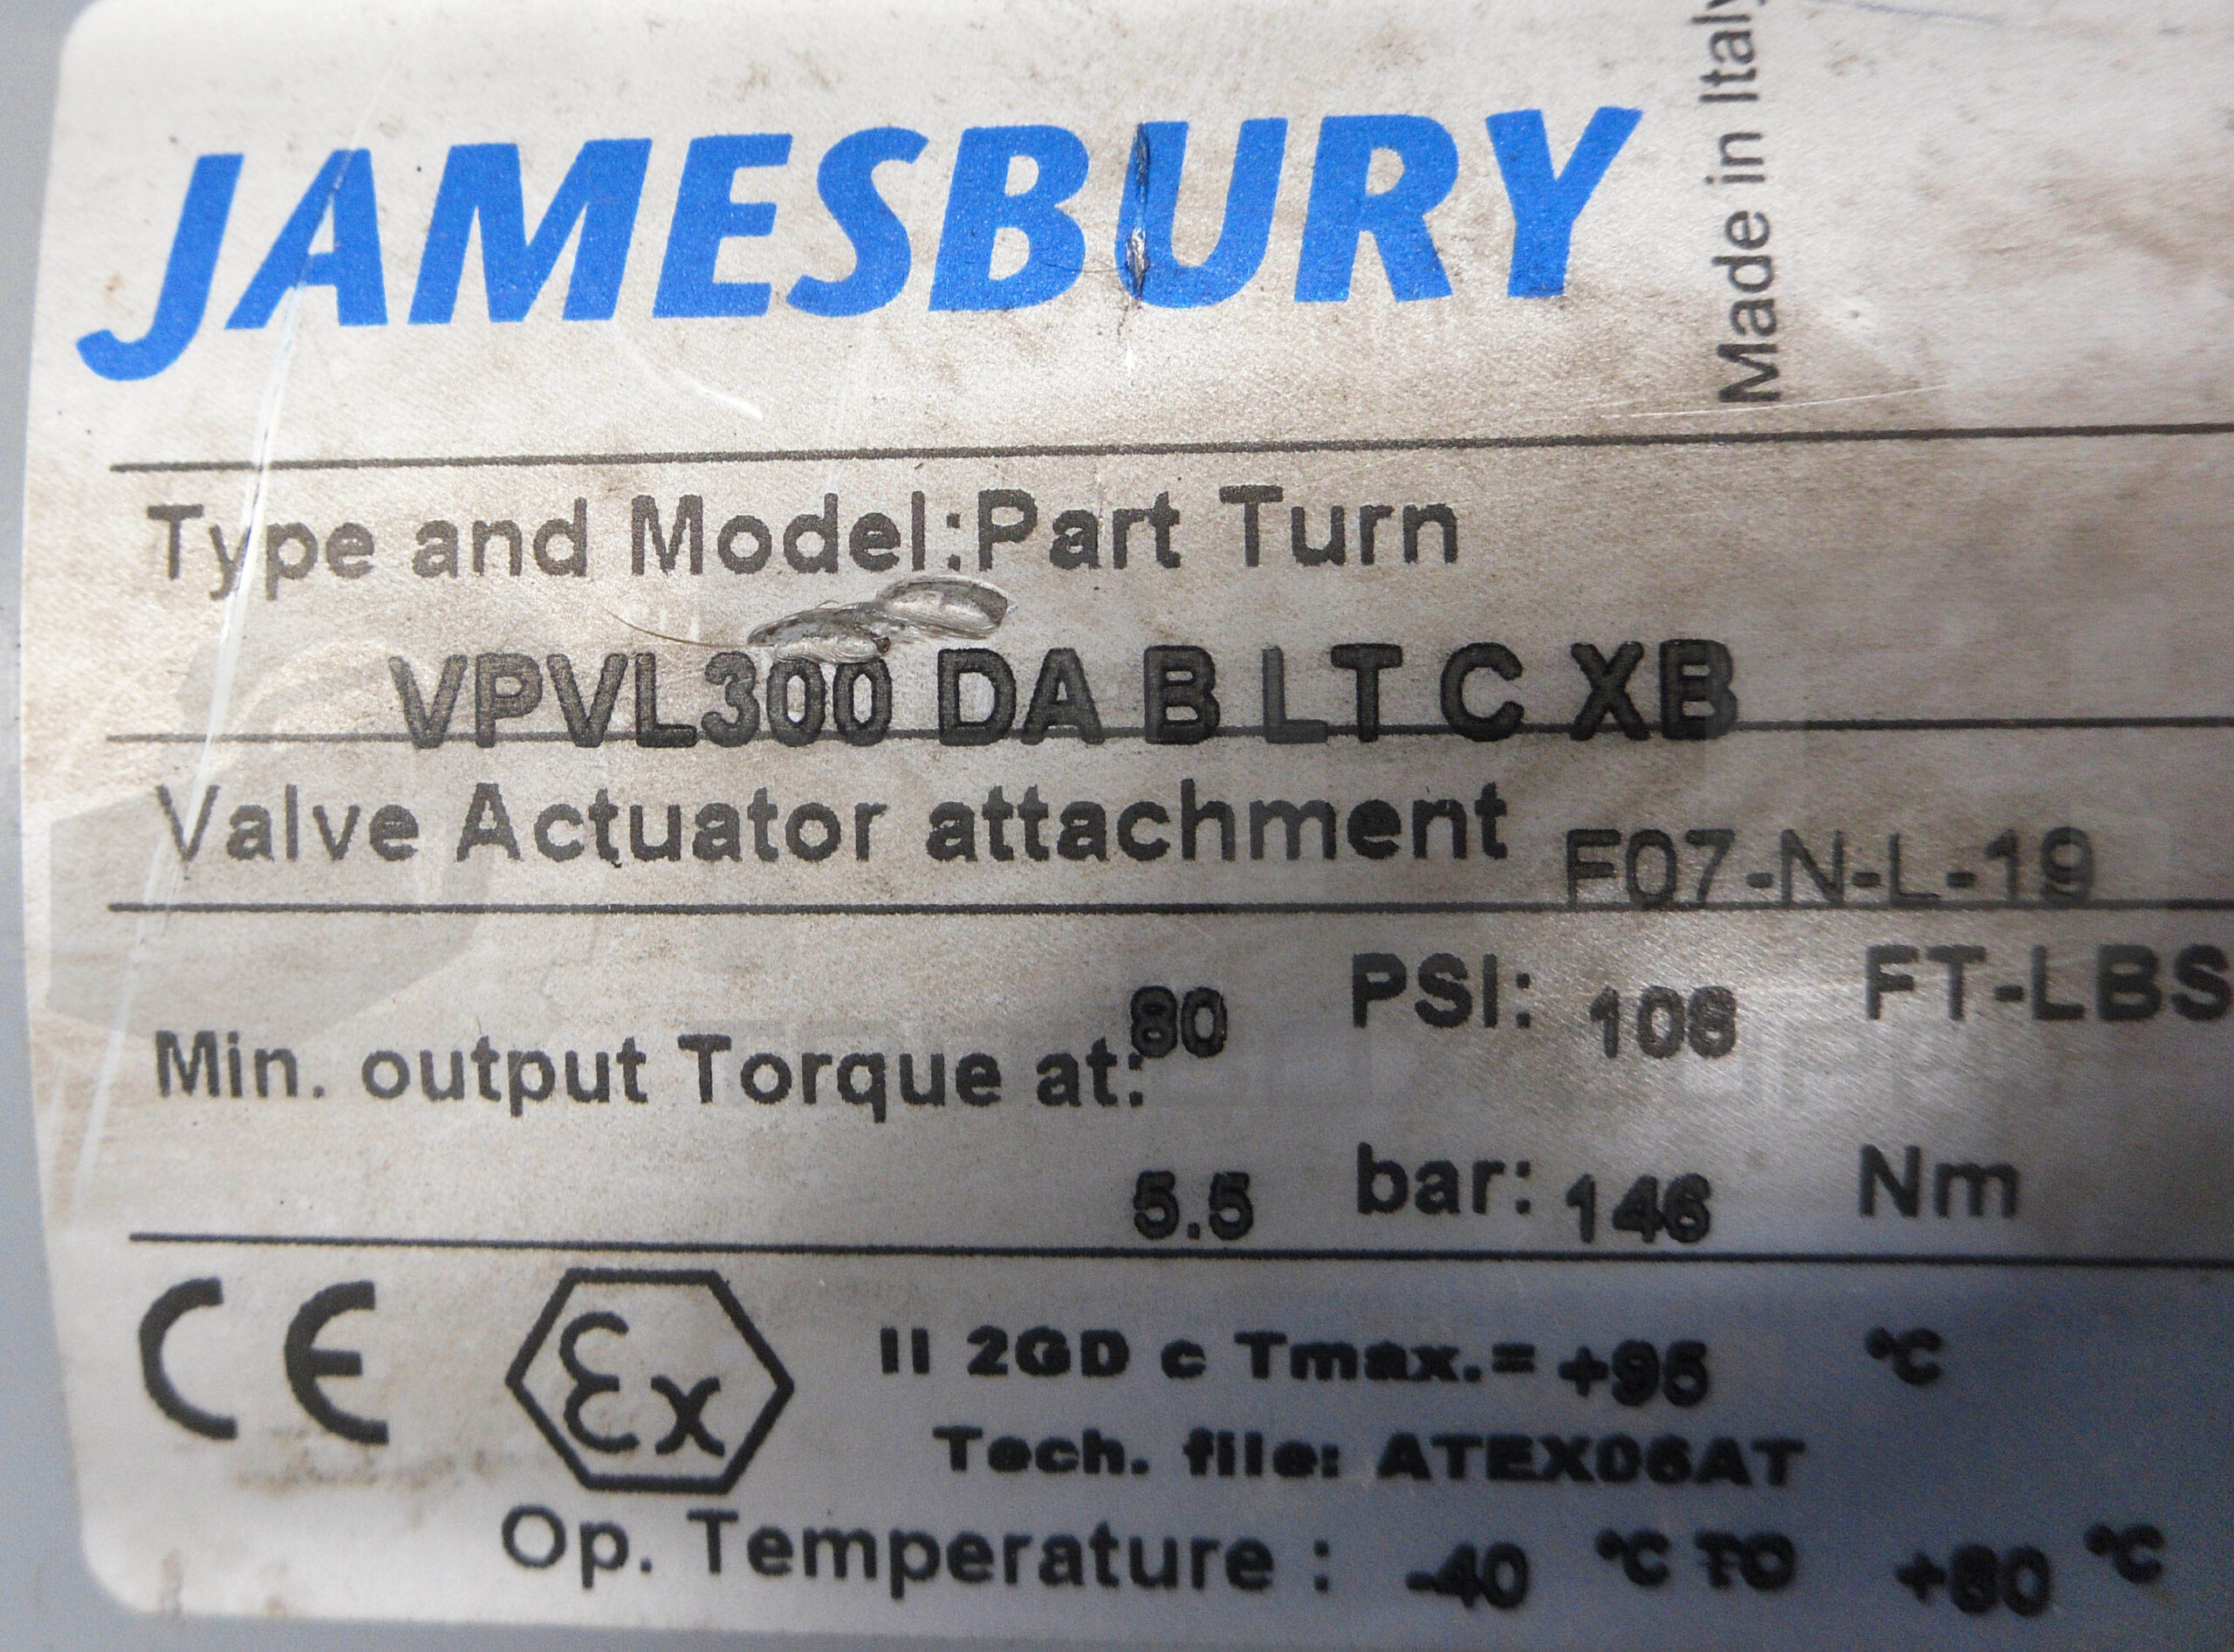 JAMESBURY
Made in Italy
Type and Model:Part Turn
VPVL300 DA B LT C XB
Valve Actuator attachment F07-N-L-19
Min. output Torque at: 80 PSI: 108 FT-LBS
5.5 bar: 146 Nm
CE Ex II 2GD c Tmax.= +95 °C
Tech. file: ATEX06AT
Op. Temperature : -40 °C TO +80 °C